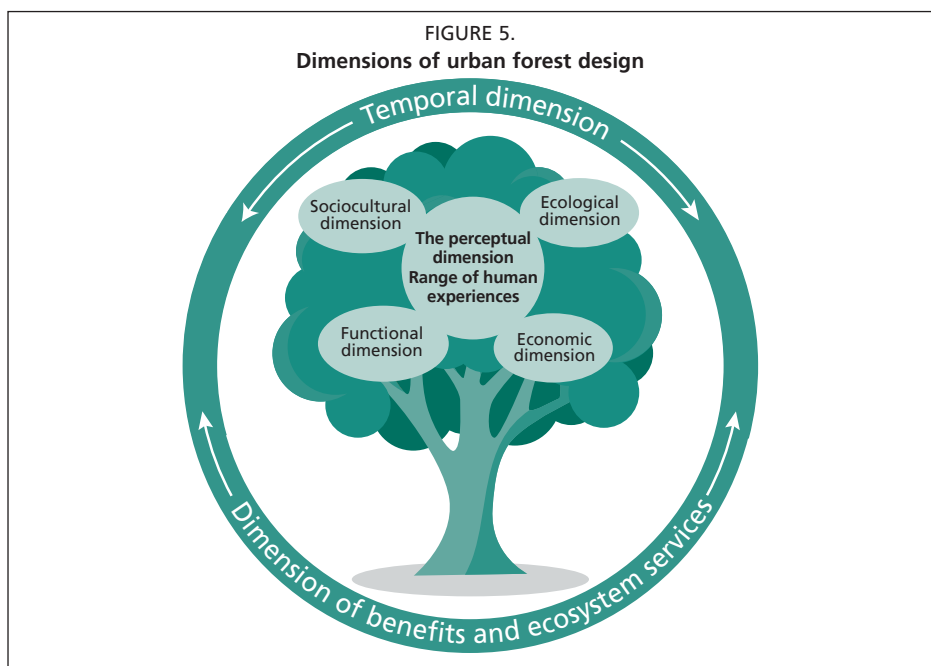 FIGURE 5.
Dimensions of urban forest design
Temporal dimension
Sociocultural
dimension
Ecological
dimension
The perceptual
dimension
Range of human
experiences
Functional
dimension
Economic
dimension
Dimension of benefits and ecosystem services